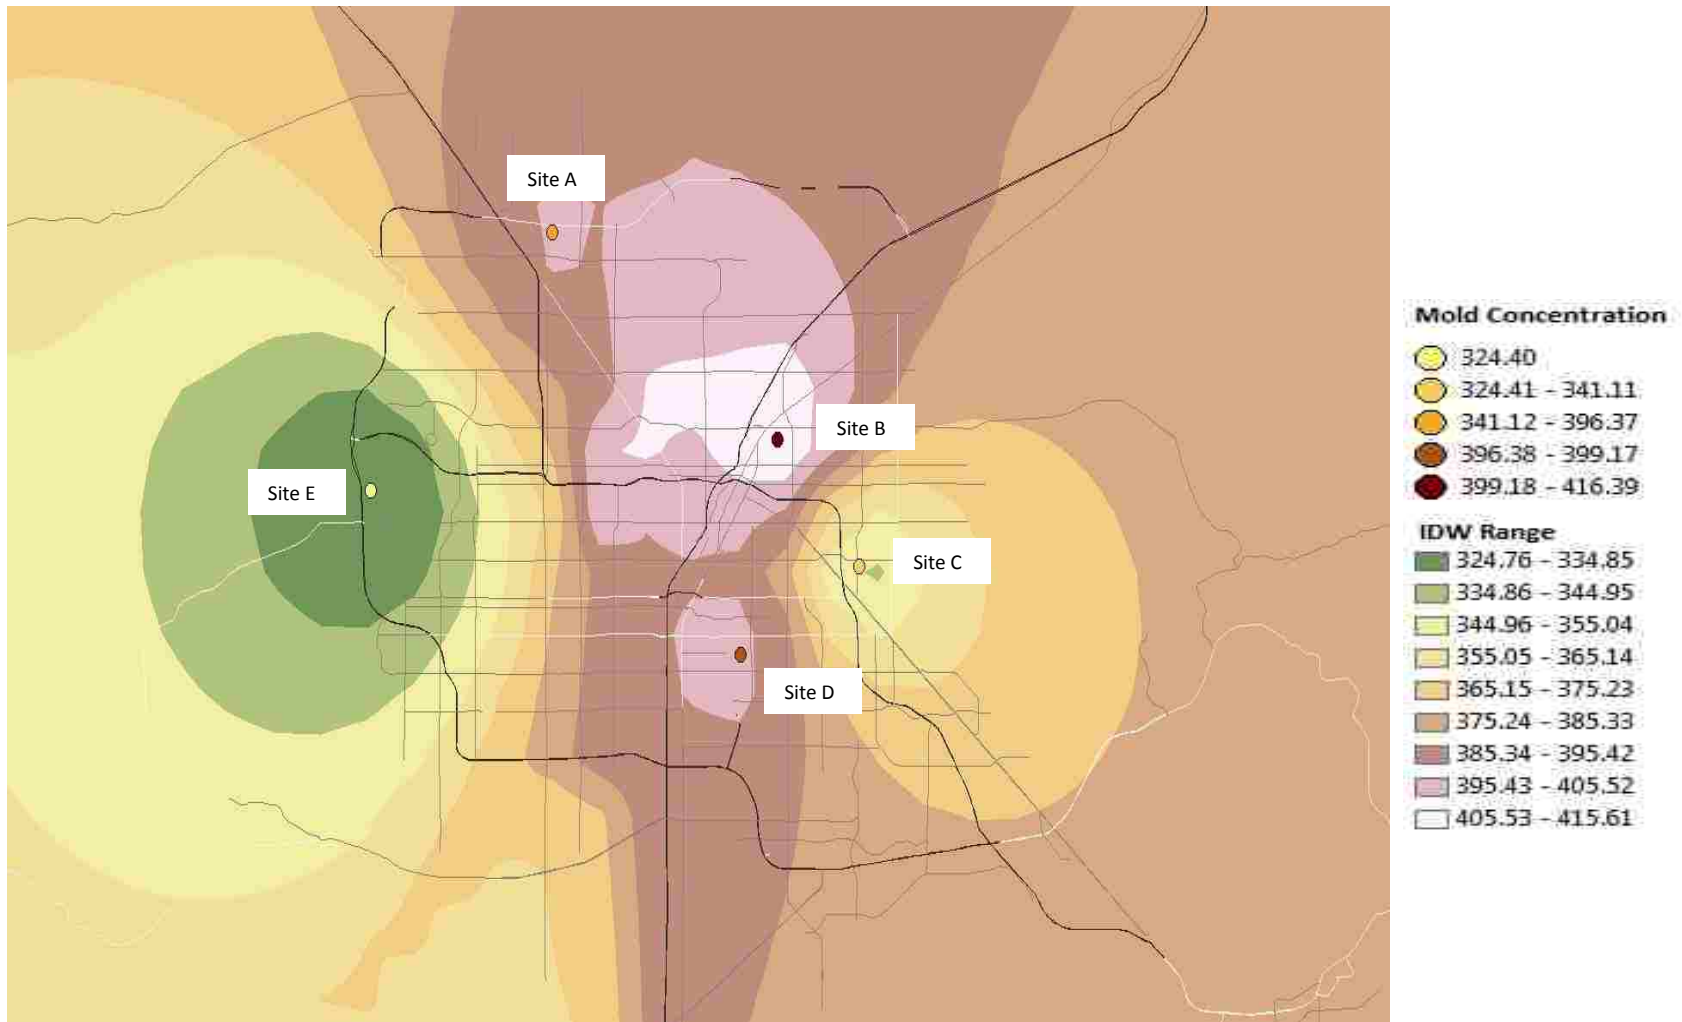 Site A
Site B
Site E
Site C
Site D
Mold Concentration
324.40
324.41 - 341.11
341.12 - 396.37
396.38 - 399.17
399.18 - 416.39
IDW Range
324.76 - 334.85
334.86 - 344.95
344.96 - 355.04
355.05 - 365.14
365.15 - 375.23
375.24 - 385.33
385.34 - 395.42
395.43 - 405.52
405.53 - 415.61